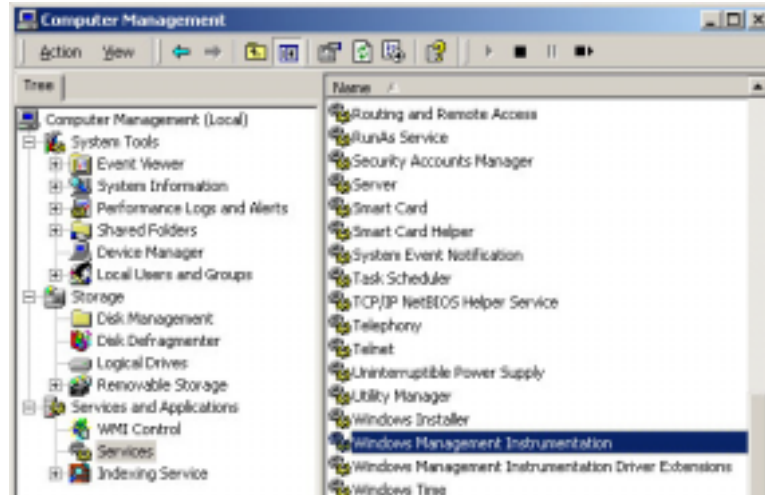 Computer Management
Action View
Tree
Computer Management (Local)
System Tools
Event Viewer
System Information
Performance Logs and Alerts
Shared Folders
Device Manager
Local Users and Groups
Storage
Disk Management
Disk Defragmenter
Logical Drives
Removable Storage
Services and Applications
WMI Control
Services
Indexing Service
Name
Routing and Remote Access
RunAs Service
Security Accounts Manager
Server
Smart Card
Smart Card Helper
System Event Notification
Task Scheduler
TCP/IP NetBIOS Helper Service
Telephony
Telnet
Uninterruptible Power Supply
Utility Manager
Windows Installer
Windows Management Instrumentation
Windows Management Instrumentation Driver Extensions
Windows Time